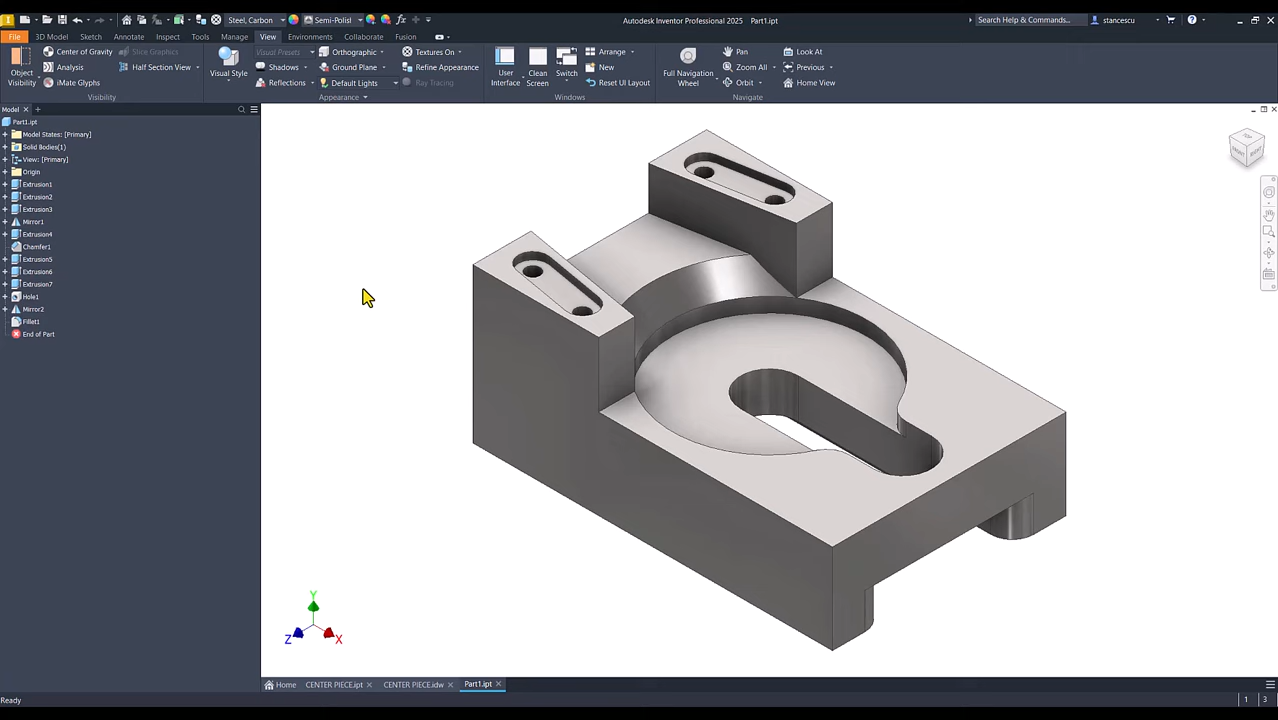 Steel, Carbon Semi-Polisl Autodesk Inventor Professional 2025 Part1.ipt Search Help & Commands... stancescu
File 3D Model Sketch Annotate Inspect Tools Manage View Environments Collaborate Fusion
Object Visibility
Center of Gravity Slice Graphics
Analysis Half Section View
iMate Glyphs
Visibility
Visual Style
Visual Presets Orthographic Textures On
Shadows Ground Plane Refine Appearance
Reflections Default Lights Ray Tracing
Appearance
User Interface
Clean Screen
Switch
Arrange
New
Reset UI Layout
Windows
Full Navigation Wheel
Pan Look At
Zoom All Previous
Orbit Home View
Navigate
Model
Part1.ipt
Model States: [Primary]
Solid Bodies(1)
View: [Primary]
Origin
Extrusion1
Extrusion2
Extrusion3
Mirror1
Extrusion4
Chamfer1
Extrusion5
Extrusion6
Extrusion7
Hole1
Mirror2
Fillet1
End of Part
TOP
FRONT RIGHT
Y
Z X
Home CENTER PIECE.ipt CENTER PIECE.idw Part1.ipt
Ready 1 3